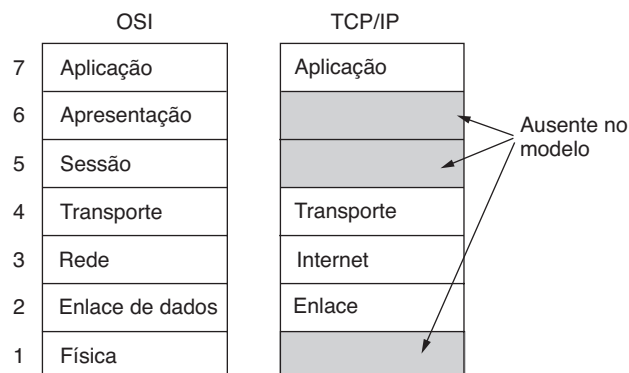 OSI TCP/IP
7 Aplicação Aplicação
6 Apresentação
Ausente no
modelo
5 Sessão
4 Transporte Transporte
3 Rede Internet
2 Enlace de dados Enlace
1 Física